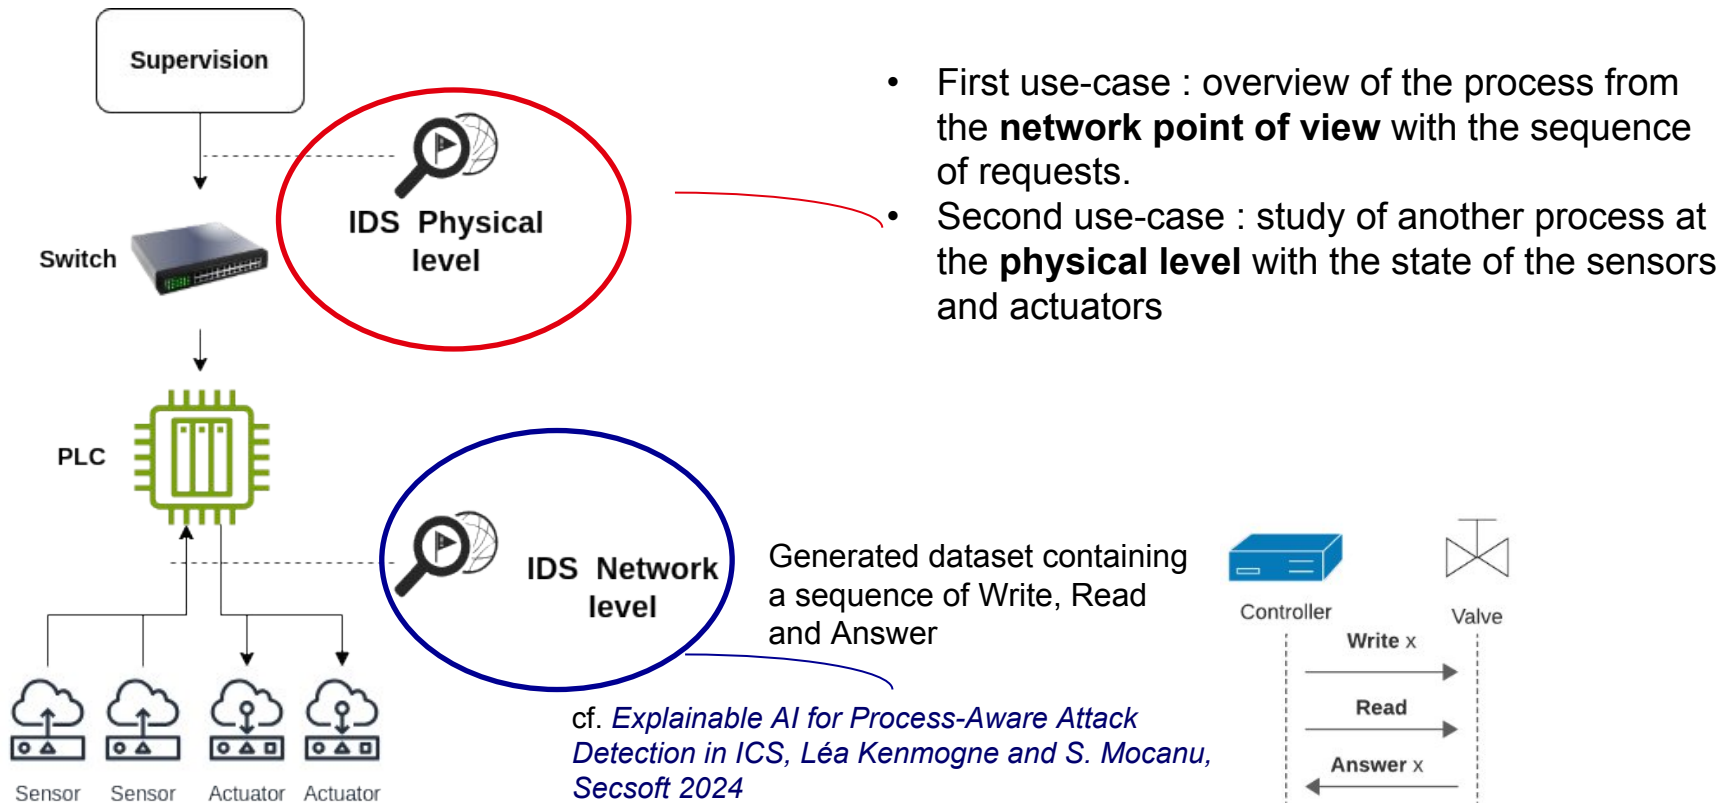 Supervision
IDS Physical
level
Switch
PLC
IDS Network
level
Sensor
Sensor
Actuator
Actuator
• First use-case : overview of the process from
the network point of view with the sequence
of requests.
• Second use-case : study of another process at
the physical level with the state of the sensors
and actuators
Generated dataset containing
a sequence of Write, Read
and Answer
cf. Explainable AI for Process-Aware Attack
Detection in ICS, Léa Kenmogne and S. Mocanu,
Secsoft 2024
Controller
Valve
Write x
Read
Answer x